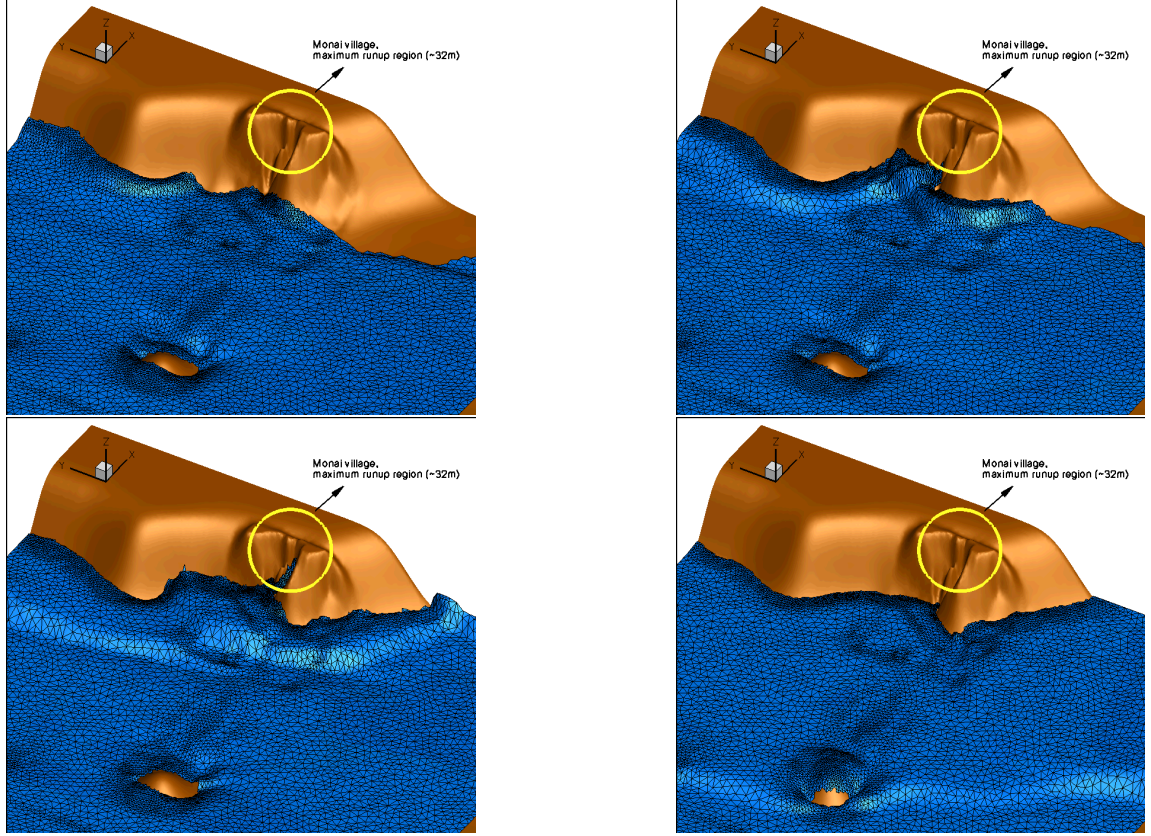 Z
X
Y
Monai village,
maximum runup region (~32m)
Z
X
Y
Monai village,
maximum runup region (~32m)
Z
X
Y
Monai village,
maximum runup region (~32m)
Z
X
Y
Monai village,
maximum runup region (~32m)